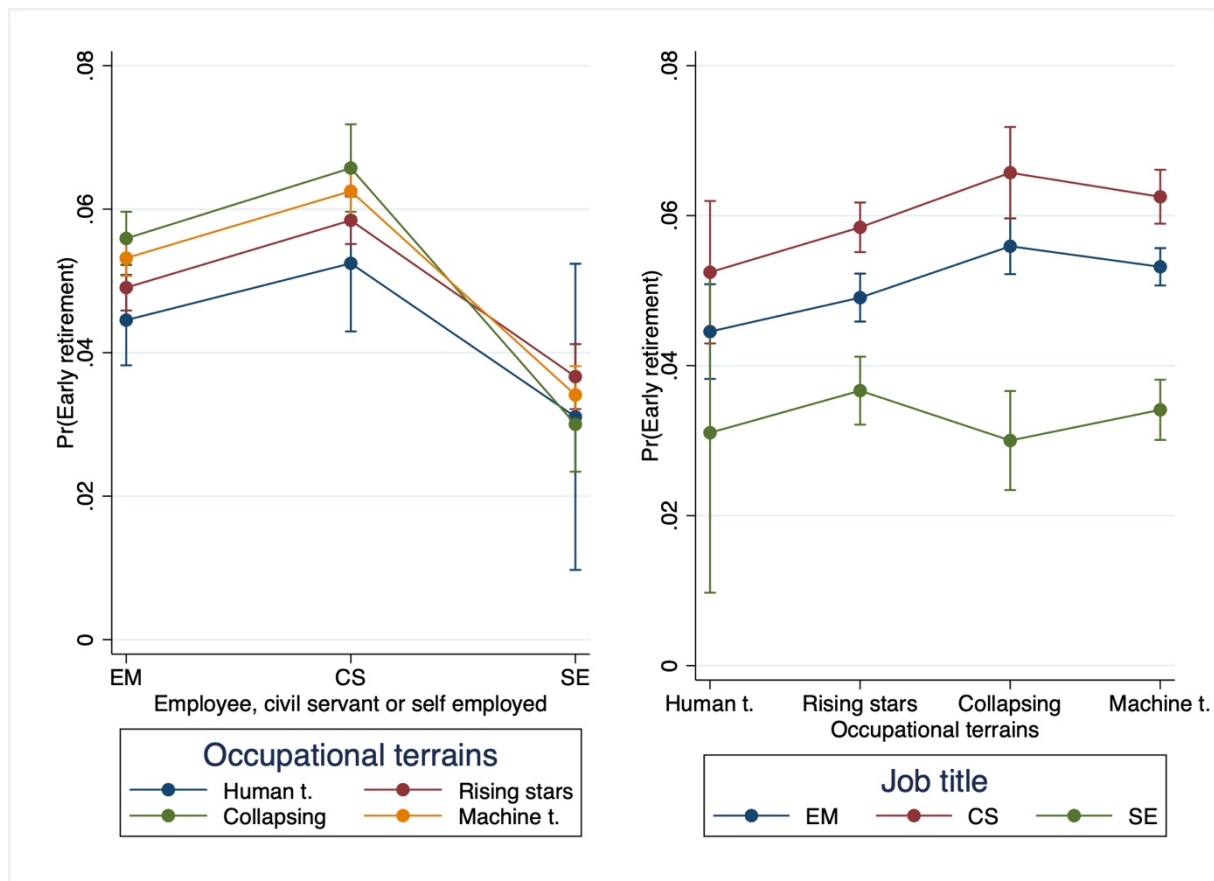 Pr(Early retirement)
.08
.06
.04
.02
0
EM CS SE
Employee, civil servant or self employed
Occupational terrains
Human t. Rising stars
Collapsing Machine t.
Pr(Early retirement)
.08
.06
.04
.02
0
Human t. Rising stars Collapsing Machine t.
Occupational terrains
Job title
EM CS SE